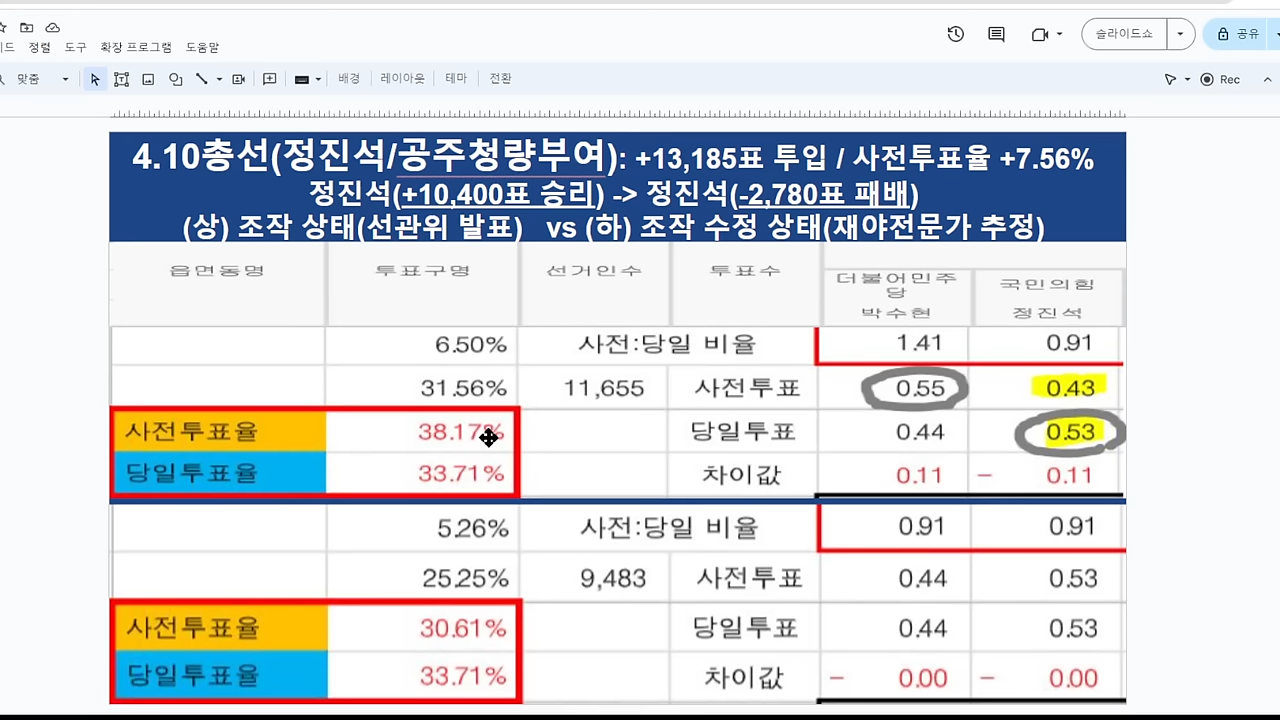 정렬 도구 확장 프로그램 도움말
슬라이드쇼
공유
맞춤
배경 레이아웃 테마 전환
Rec
4.10총선(정진석/공주청량부여): +13,185표 투입 / 사전투표율 +7.56%
정진석(+10,400표 승리) -> 정진석(-2,780표 패배)
(상) 조작 상태(선관위 발표) vs (하) 조작 수정 상태(재야전문가 추정)
읍면동명 투표구명 선거인수 투표수 더불어민주 국민의힘
당
박수현 정진석
6.50% 사전:당일 비율 1.41 0.91
31.56% 11,655 사전투표 0.55 0.43
사전투표율 38.17% 당일투표 0.44 0.53
당일투표율 33.71% 차이값 0.11 – 0.11
5.26% 사전:당일 비율 0.91 0.91
25.25% 9,483 사전투표 0.44 0.53
사전투표율 30.61% 당일투표 0.44 0.53
당일투표율 33.71% 차이값 – 0.00 – 0.00